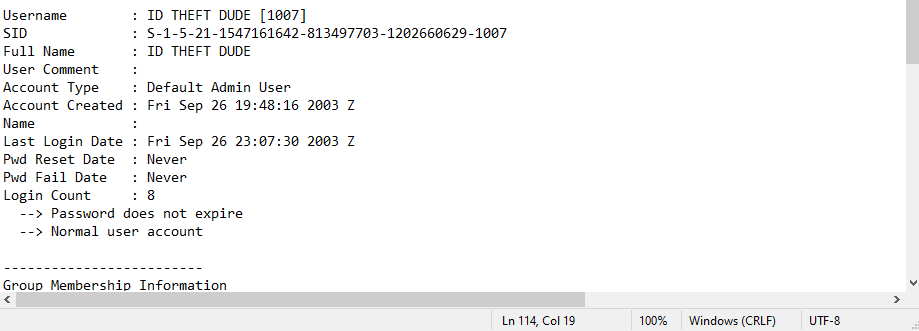 Username        : ID THEFT DUDE [1007]
SID             : S-1-5-21-1547161642-813497703-1202660629-1007
Full Name       : ID THEFT DUDE
User Comment    :
Account Type    : Default Admin User
Account Created : Fri Sep 26 19:48:16 2003 Z
Name            :
Last Login Date : Fri Sep 26 23:07:30 2003 Z
Pwd Reset Date  : Never
Pwd Fail Date   : Never
Login Count     : 8
  --> Password does not expire
  --> Normal user account
-------------------------
Group Membership Information
Ln 114, Col 19 100% Windows (CRLF) UTF-8